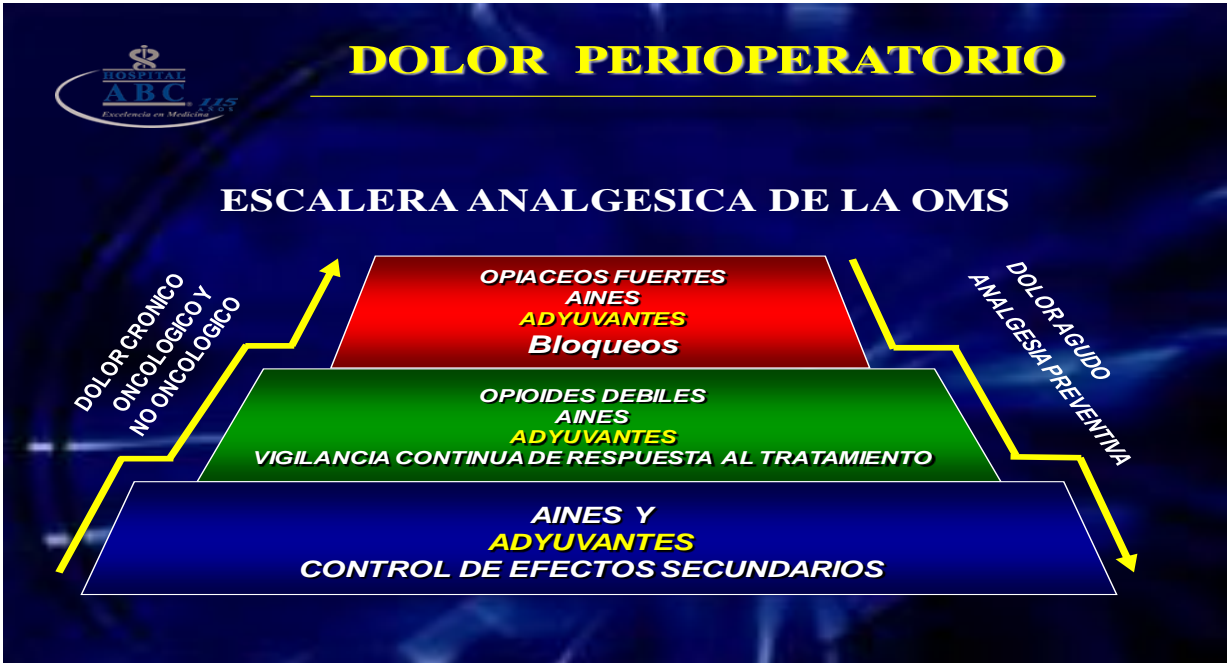 HOSPITAL
ABC
115
AÑOS
Excelencia en Medicina
DOLOR PERIOPERATORIO
ESCALERA ANALGESICA DE LA OMS
DOLOR CRONICO
ONCOLOGICO Y
NO ONCOLOGICO
OPIACEOS FUERTES
AINES
ADYUVANTES
Bloqueos
DOLOR AGUDO
ANALGESIA PREVENTIVA
OPIOIDES DEBILES
AINES
ADYUVANTES
VIGILANCIA CONTINUA DE RESPUESTA AL TRATAMIENTO
AINES Y
ADYUVANTES
CONTROL DE EFECTOS SECUNDARIOS